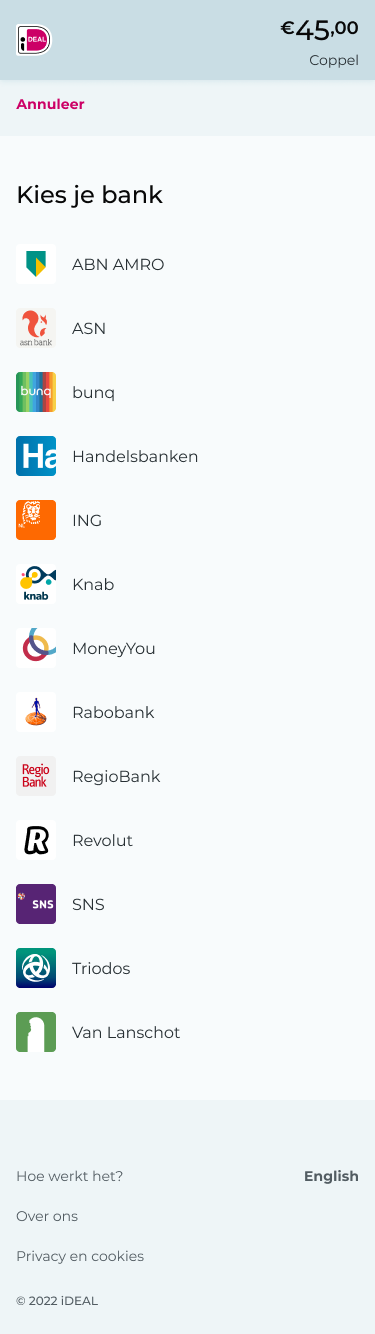 iDEAL
€45,00
Coppel
Annuleer
Kies je bank
ABN AMRO
asn bank
ASN
bunq
bunq
Ha
Handelsbanken
NL
ING
knab
Knab
MoneyYou
Rabobank
Regio
Bank
RegioBank
R
Revolut
SNS
SNS
Triodos
Van Lanschot
Hoe werkt het?
English
Over ons
Privacy en cookies
© 2022 iDEAL